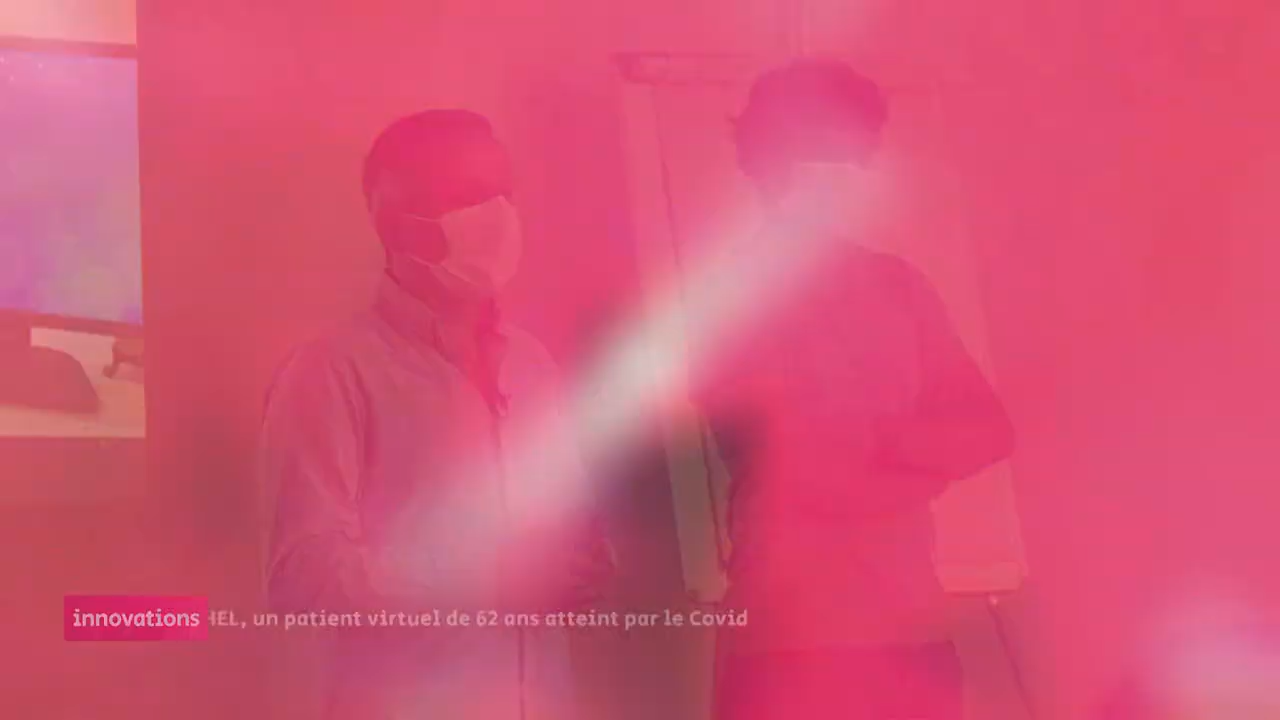 innovations HEL, un patient virtuel de 62 ans atteint par le Covid